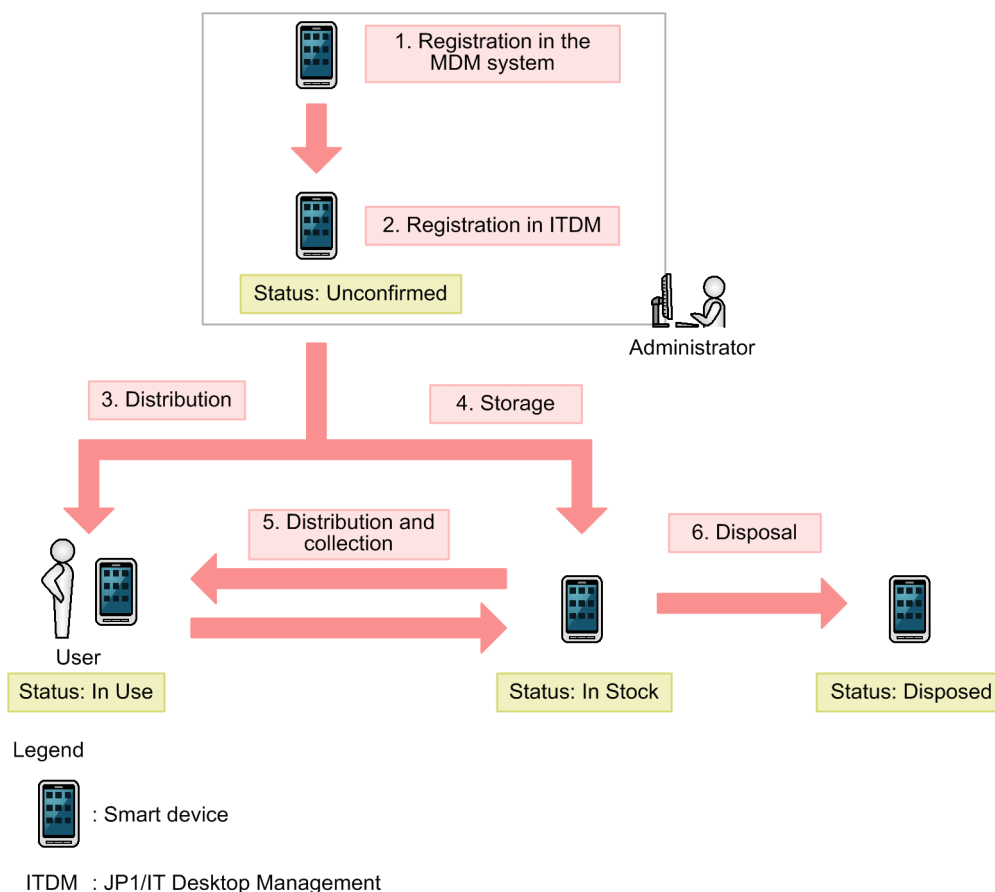 1. Registration in the
MDM system
2. Registration in ITDM
Status: Unconfirmed
Administrator
3. Distribution
4. Storage
5. Distribution and
collection
6. Disposal
User
Status: In Use
Status: In Stock
Status: Disposed
Legend
: Smart device
ITDM : JP1/IT Desktop Management